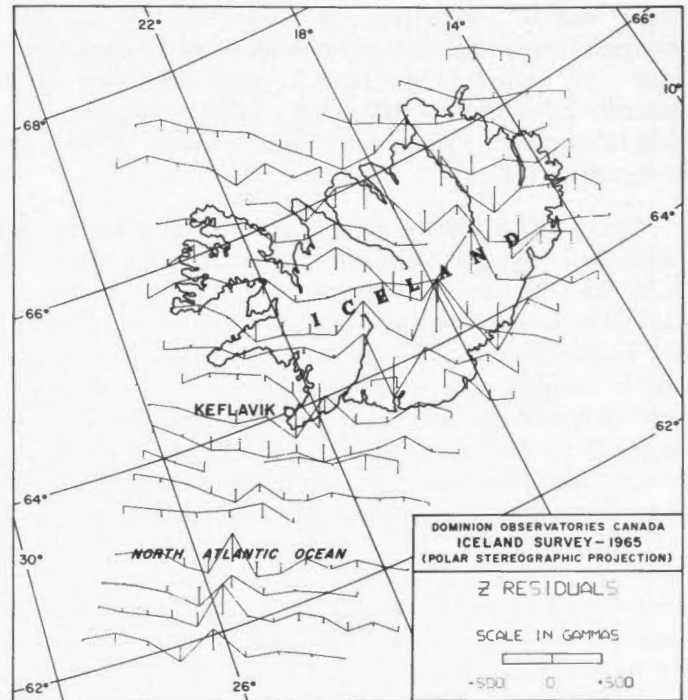 22°
18°
14°
66°
10°
68°
64°
66°
ICELAND
KEFLAVIK
62°
64°
NORTH ATLANTIC OCEAN
30°
62°
26°
DOMINION OBSERVATORIES CANADA
ICELAND SURVEY - 1965
(POLAR STEREOGRAPHIC PROJECTION)
Z RESIDUALS
SCALE IN GAMMAS
-500 0 +500